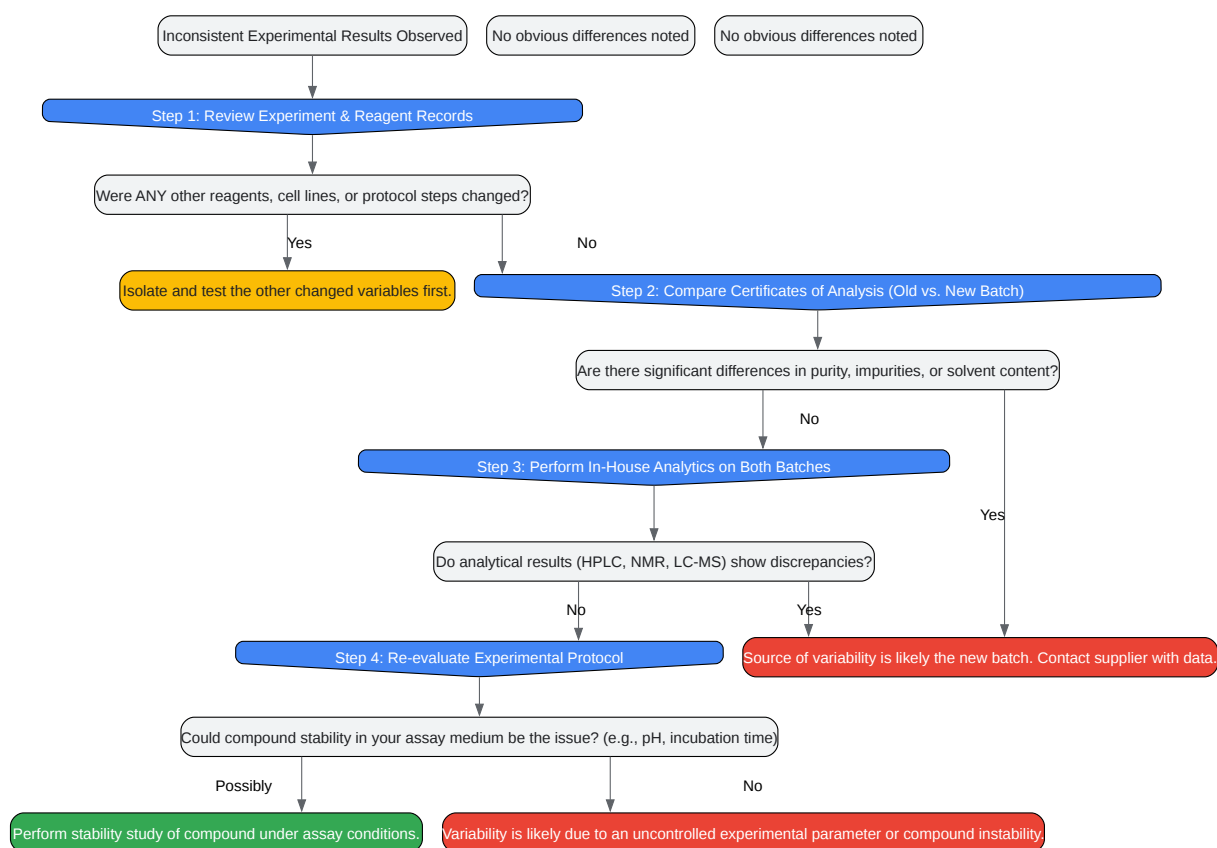 Inconsistent Experimental Results Observed
No obvious differences noted
No obvious differences noted
Step 1: Review Experiment & Reagent Records
Were ANY other reagents, cell lines, or protocol steps changed?
Yes
No
Isolate and test the other changed variables first.
Step 2: Compare Certificates of Analysis (Old vs. New Batch)
Are there significant differences in purity, impurities, or solvent content?
No
Step 3: Perform In-House Analytics on Both Batches
Yes
Do analytical results (HPLC, NMR, LC-MS) show discrepancies?
No
Yes
Step 4: Re-evaluate Experimental Protocol
Source of variability is likely the new batch. Contact supplier with data.
Could compound stability in your assay medium be the issue? (e.g., pH, incubation time)
Possibly
No
Perform stability study of compound under assay conditions.
Variability is likely due to an uncontrolled experimental parameter or compound instability.